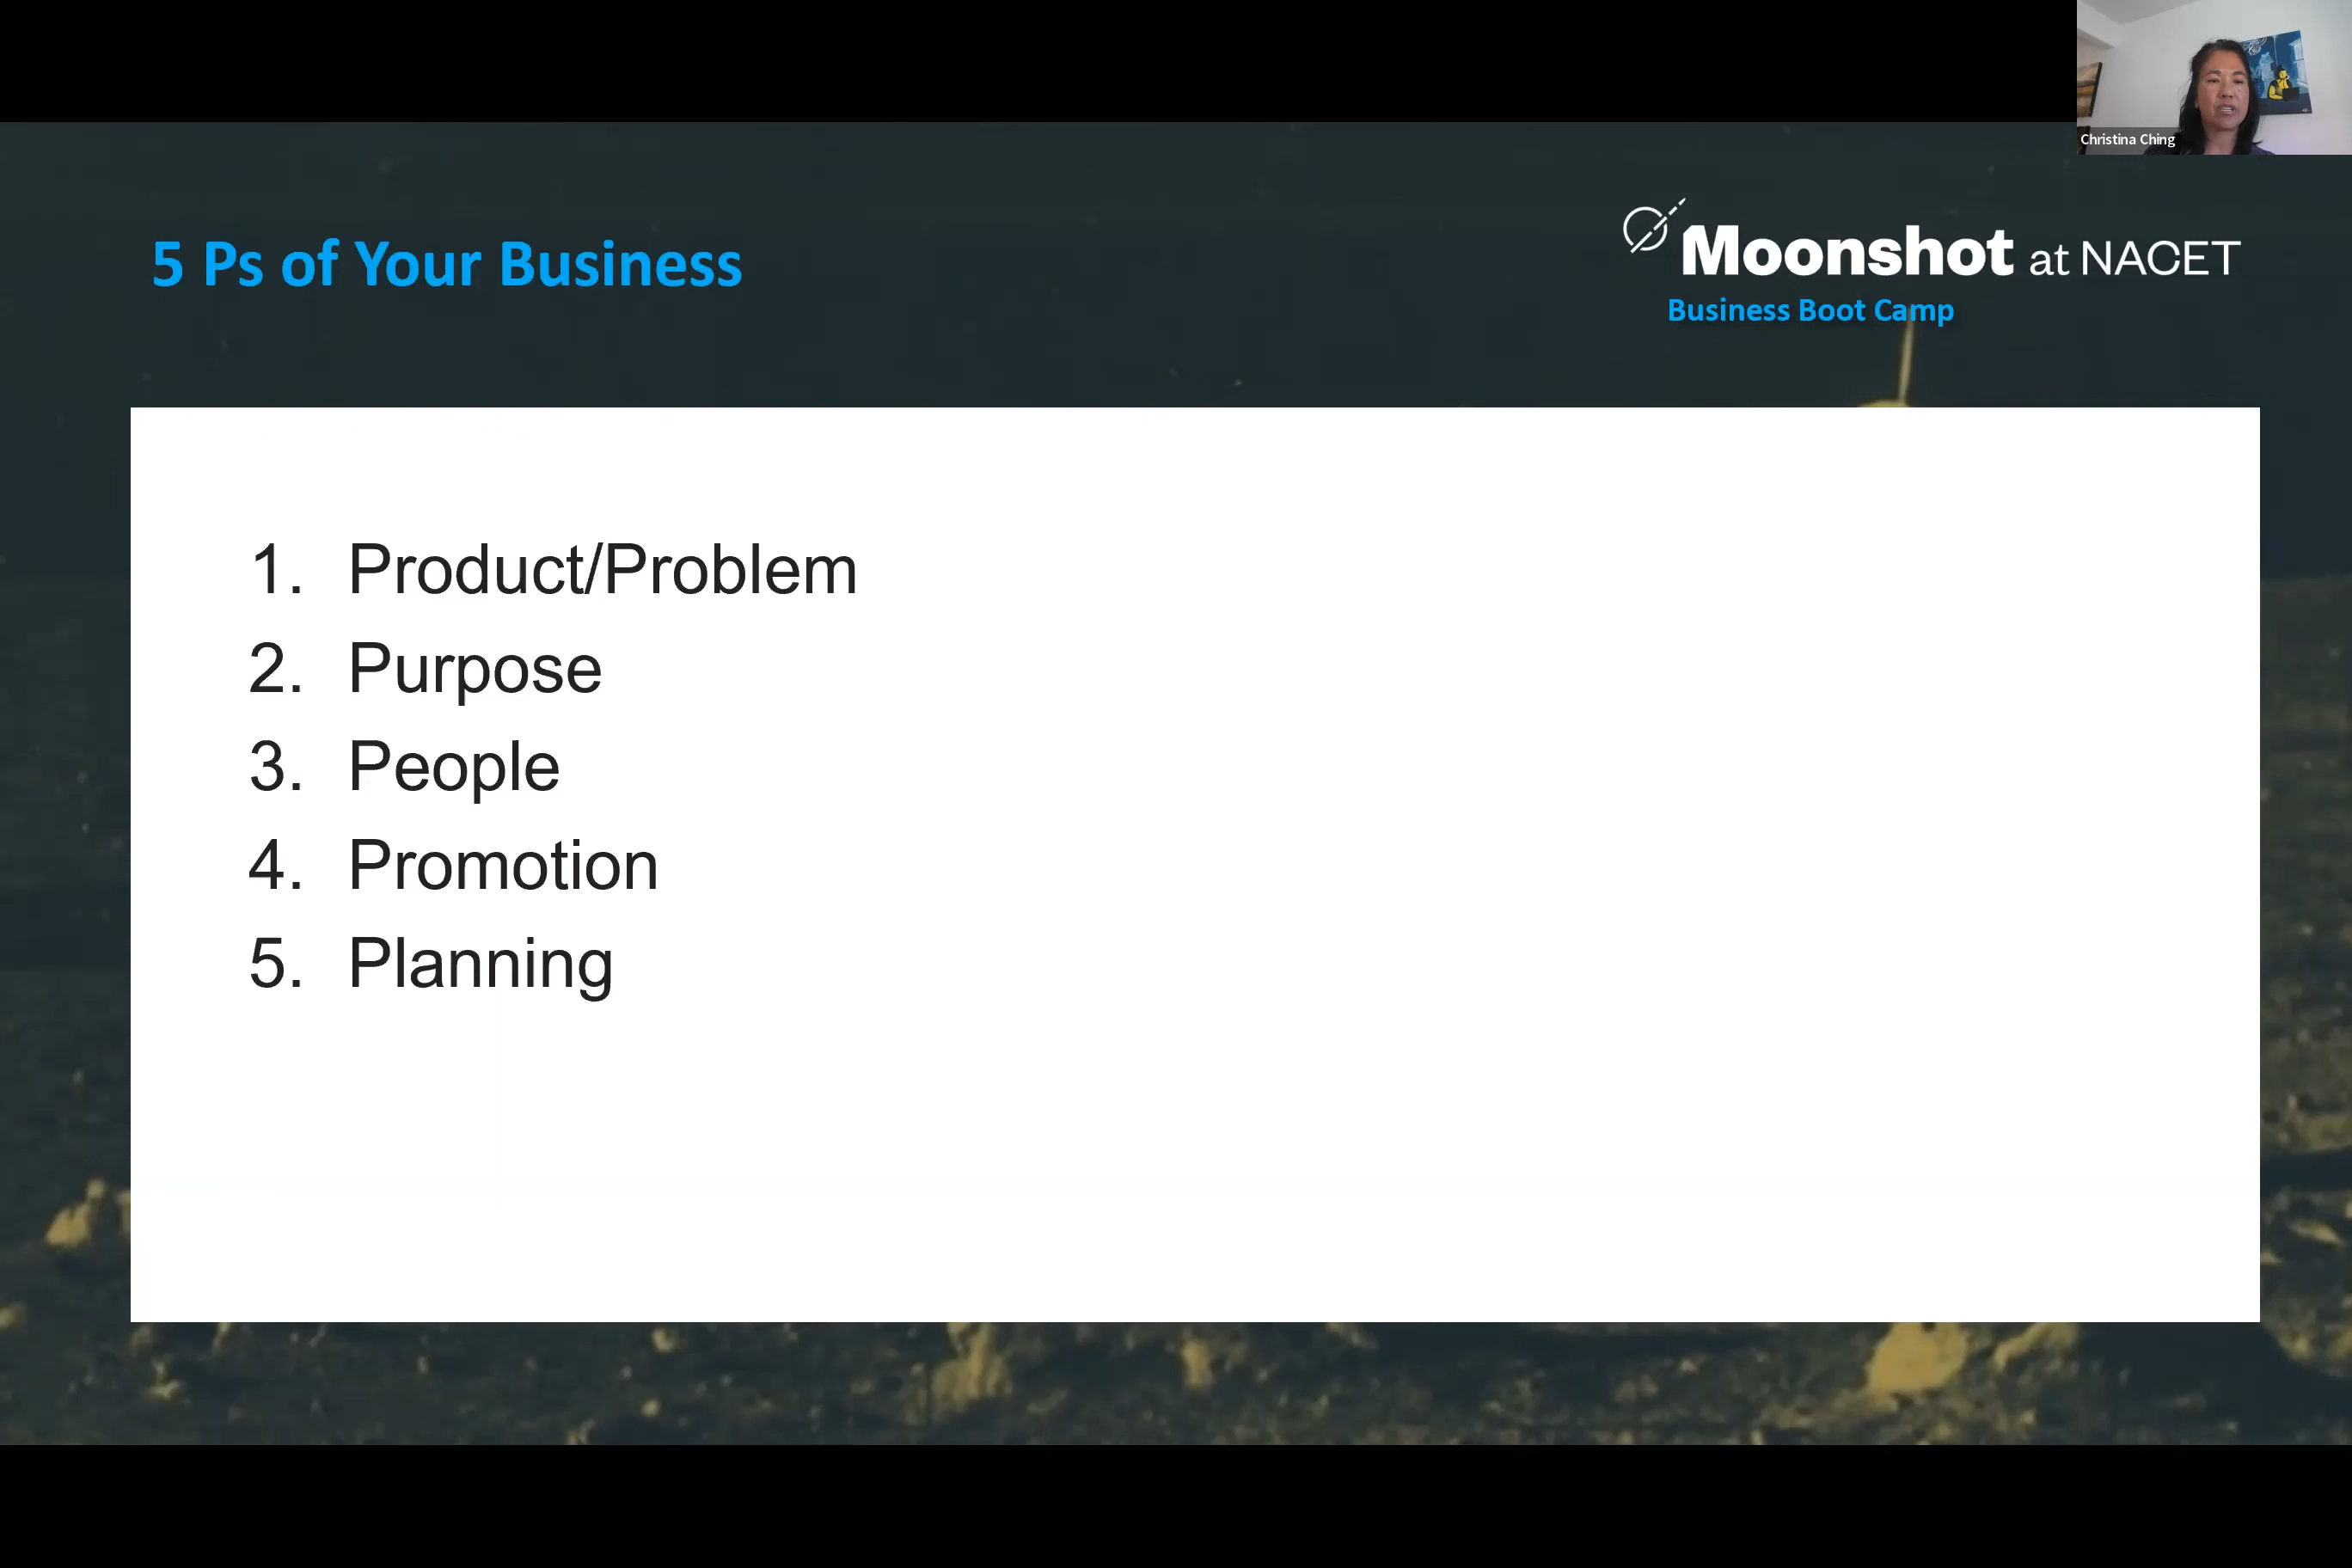 Christina Ching
5 Ps of Your Business
Moonshot at NACET
Business Boot Camp
1. Product/Problem
2. Purpose
3. People
4. Promotion
5. Planning